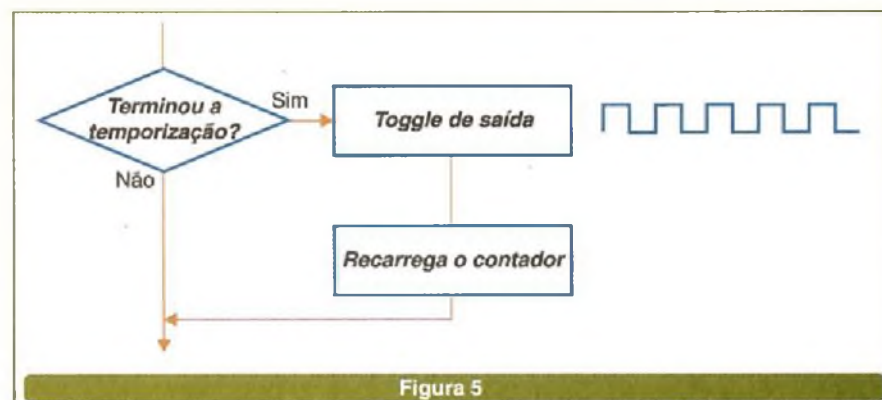 Terminou a
temporização?
Sim
Toggle de saída
Não
Recarrega o contador
Figura 5